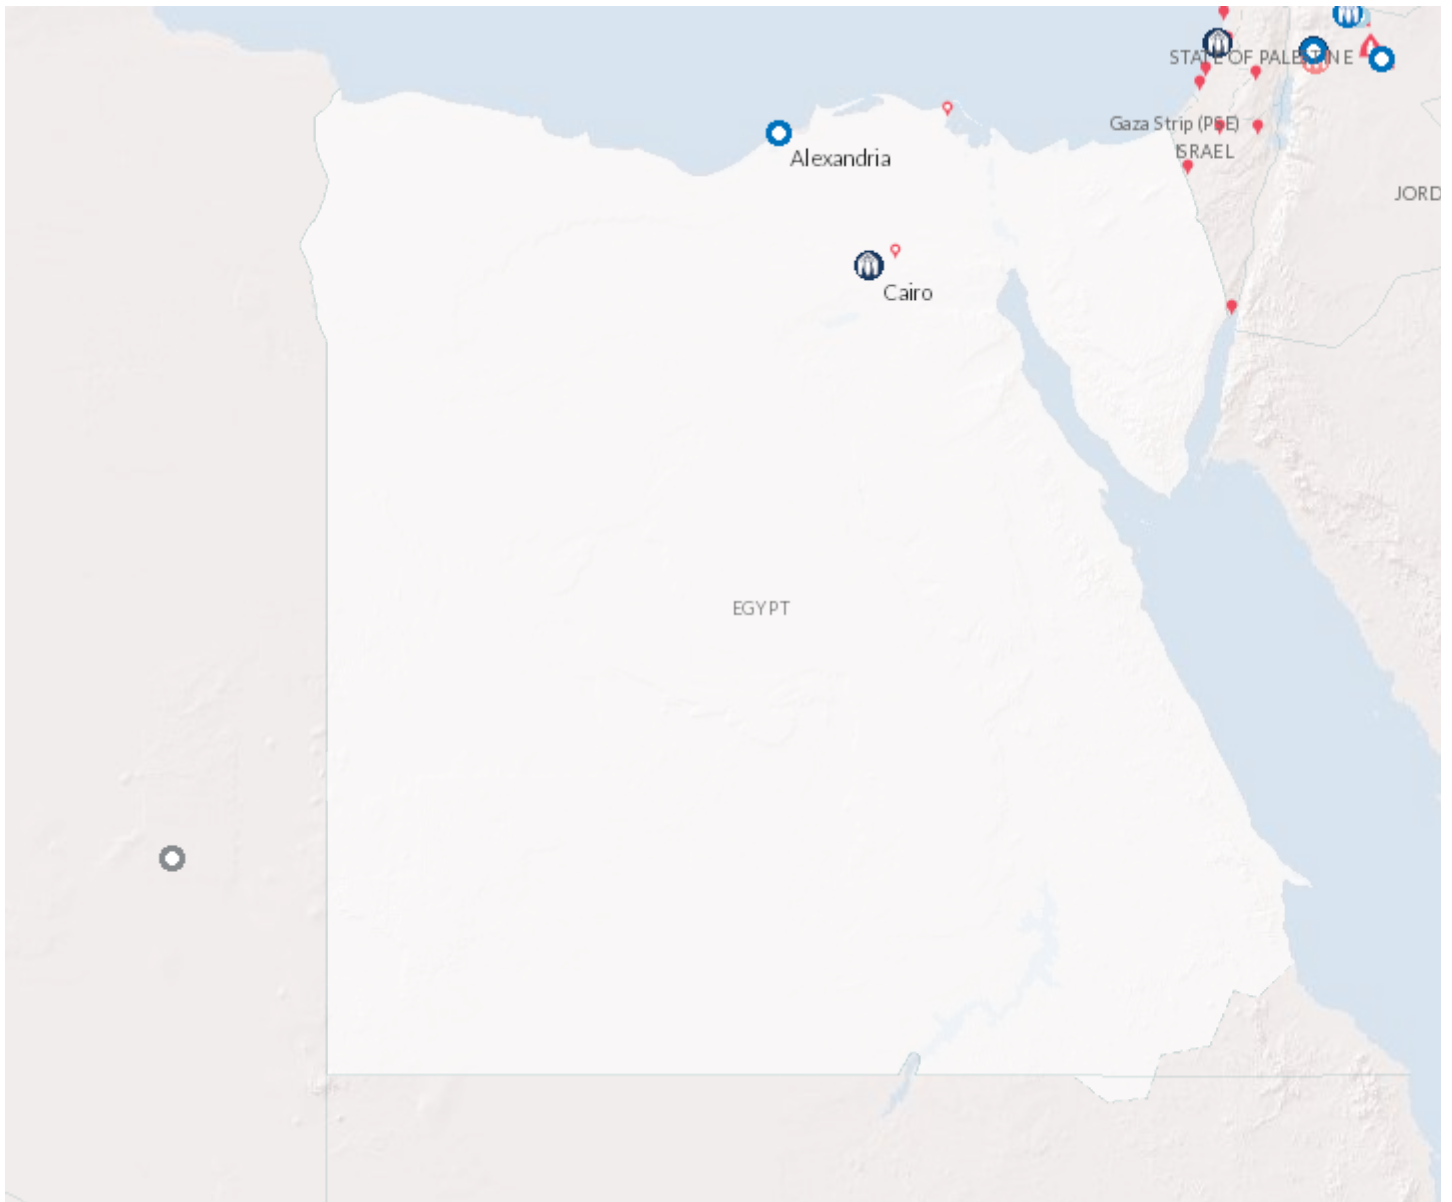 STATE OF PALESTINE
Gaza Strip (PSE)
ISRAEL
Alexandria
JORD
Cairo
EGYPT